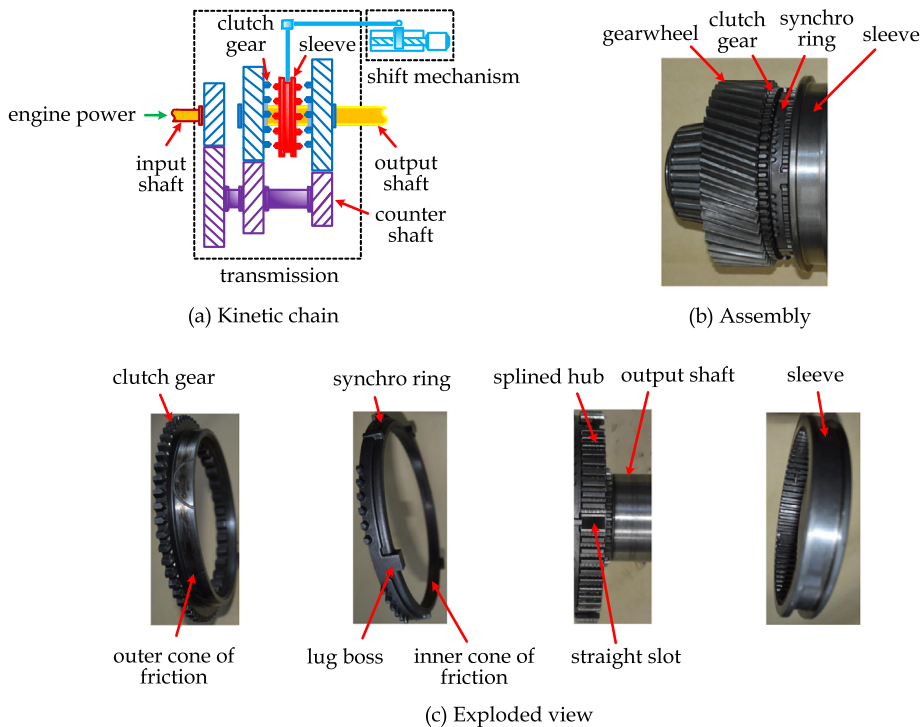 clutch
gear
sleeve
shift mechanism
engine power
input
shaft
output
shaft
counter
shaft
transmission
(a) Kinetic chain
gearwheel
clutch
gear
synchro
ring
sleeve
(b) Assembly
clutch gear
synchro ring
splined hub
output shaft
sleeve
outer cone of
friction
lug boss
inner cone of
friction
straight slot
(c) Exploded view